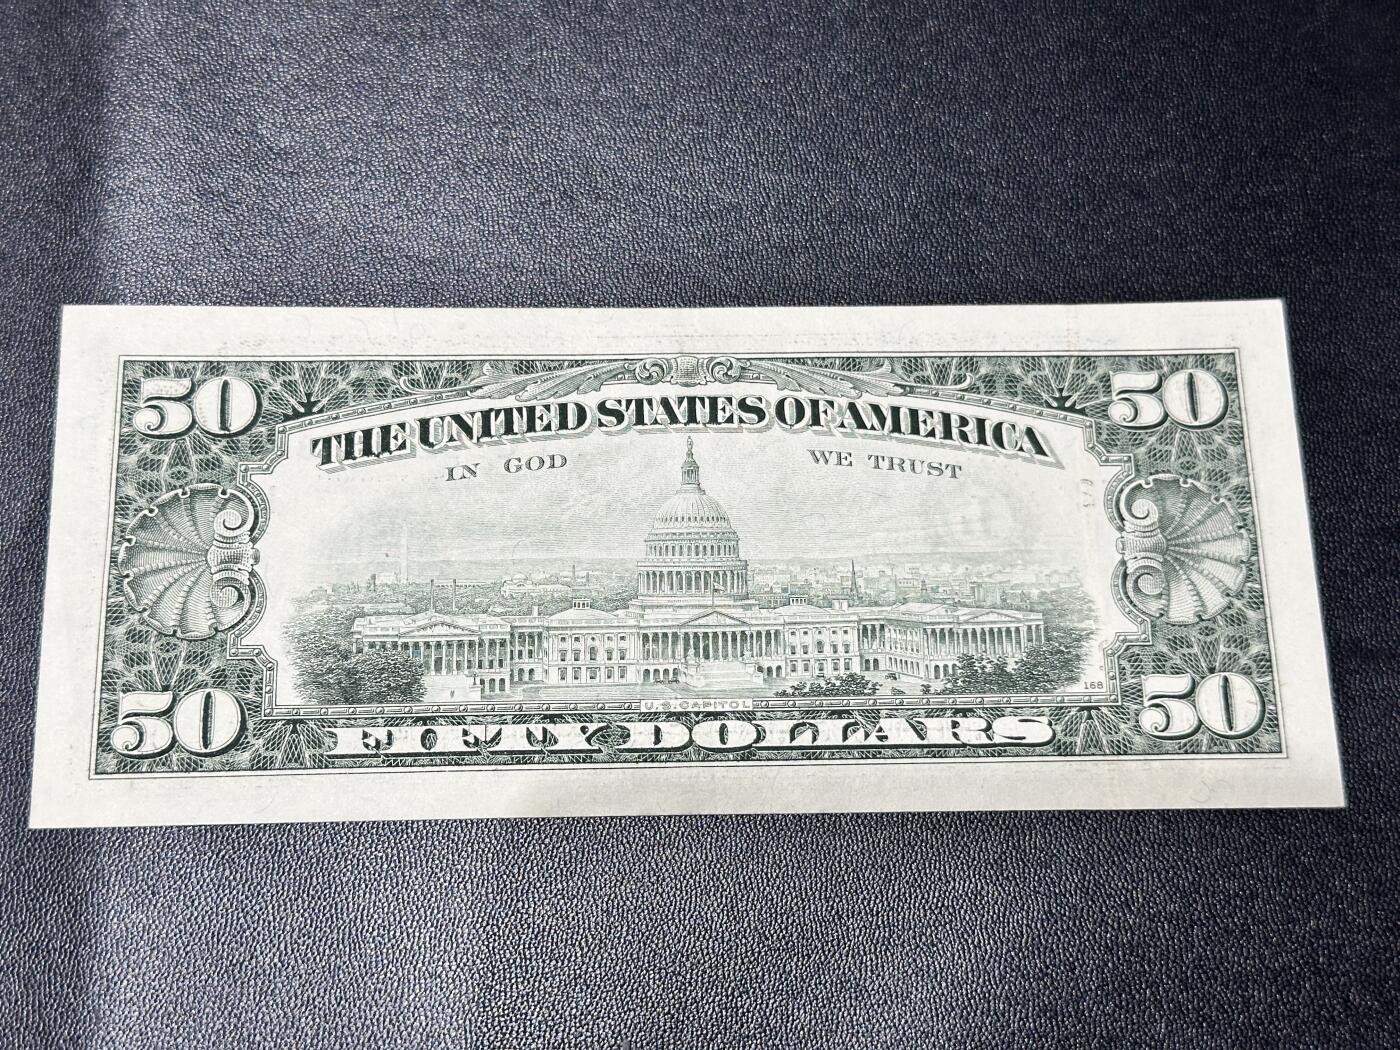 50 50
THE UNITED STATES OF AMERICA
IN GOD WE TRUST
168
U.S. CAPITOL
50 50
FIFTY DOLLARS